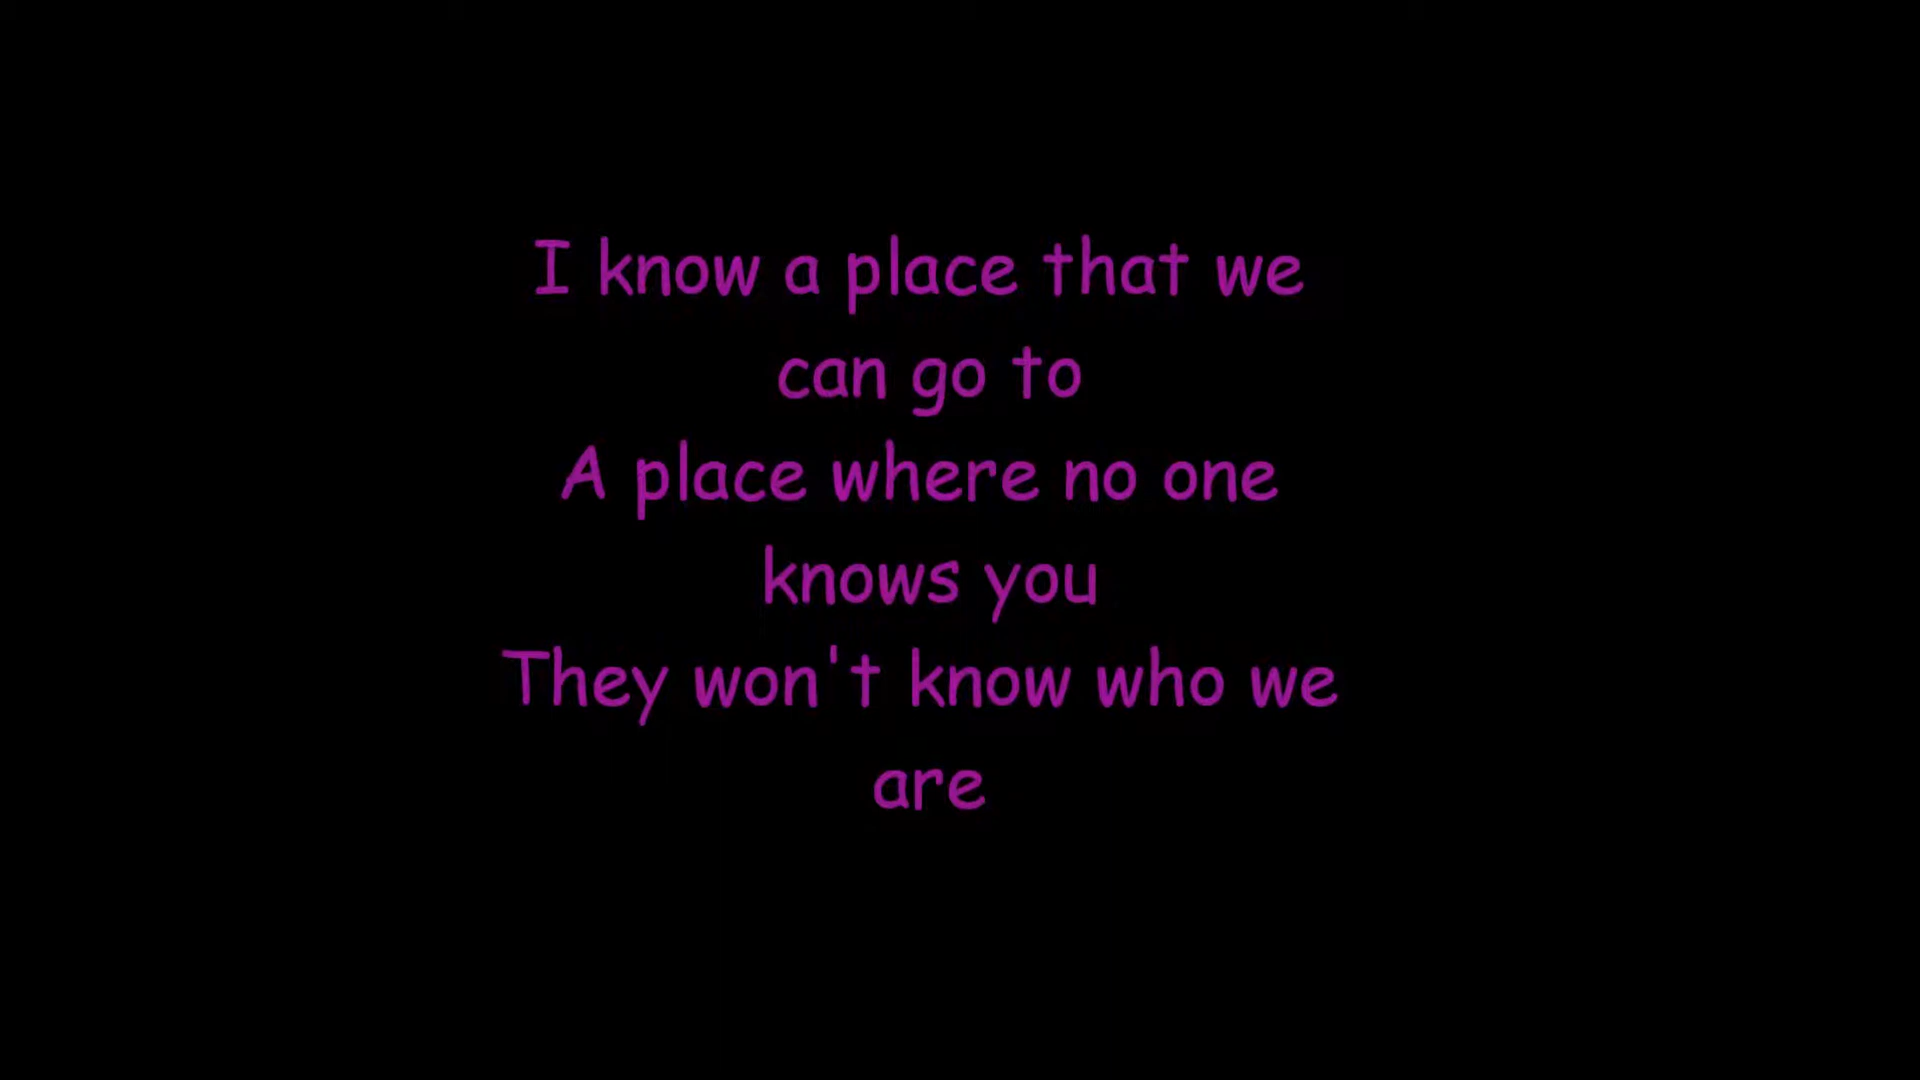 I know a place that we
can go to
A place where no one
knows you
They won't know who we
are